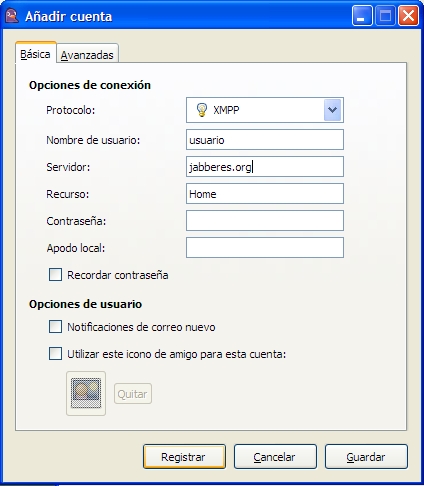 Añadir cuenta
Básica Avanzadas
Opciones de conexión
Protocolo: XMPP
Nombre de usuario: usuario
Servidor: jabberes.org
Recurso: Home
Contraseña:
Apodo local:
Recordar contraseña
Opciones de usuario
Notificaciones de correo nuevo
Utilizar este icono de amigo para esta cuenta:
Quitar
Registrar Cancelar Guardar